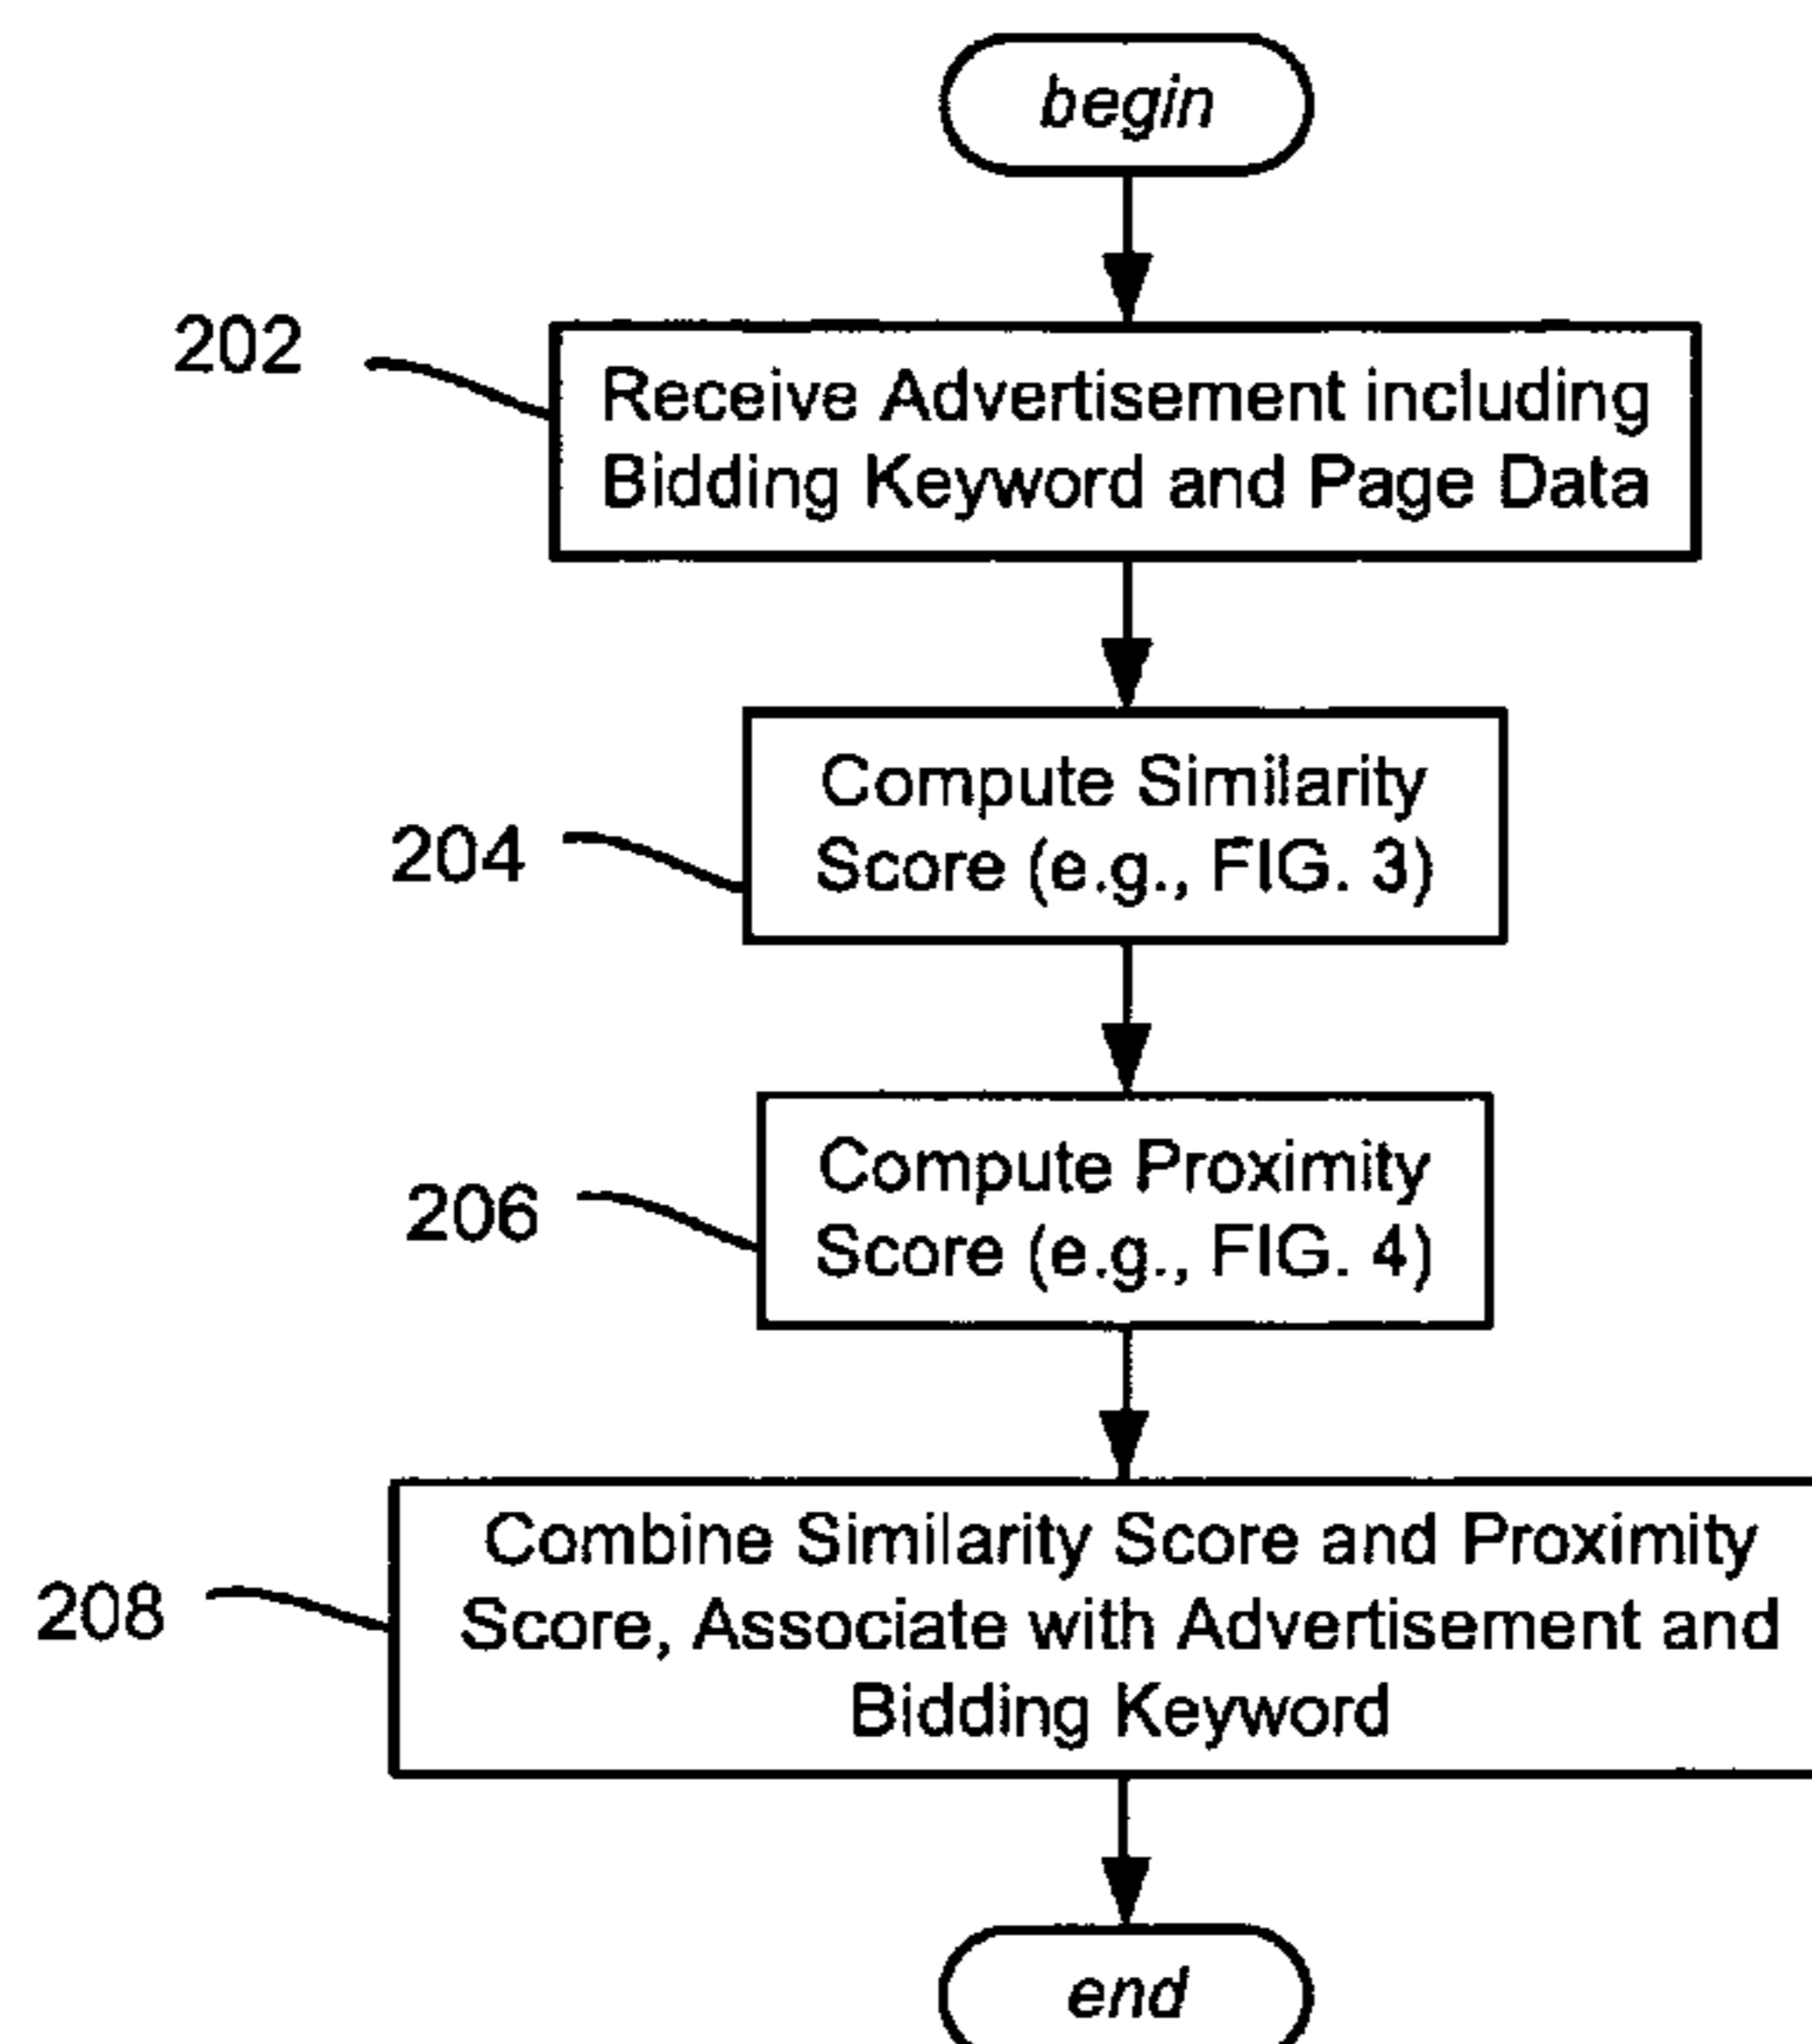 begin
202
Receive Advertisement including
Bidding Keyword and Page Data
204
Compute Similarity
Score (e.g., FIG. 3)
206
Compute Proximity
Score (e.g., FIG. 4)
208
Combine Similarity Score and Proximity
Score, Associate with Advertisement and
Bidding Keyword
end